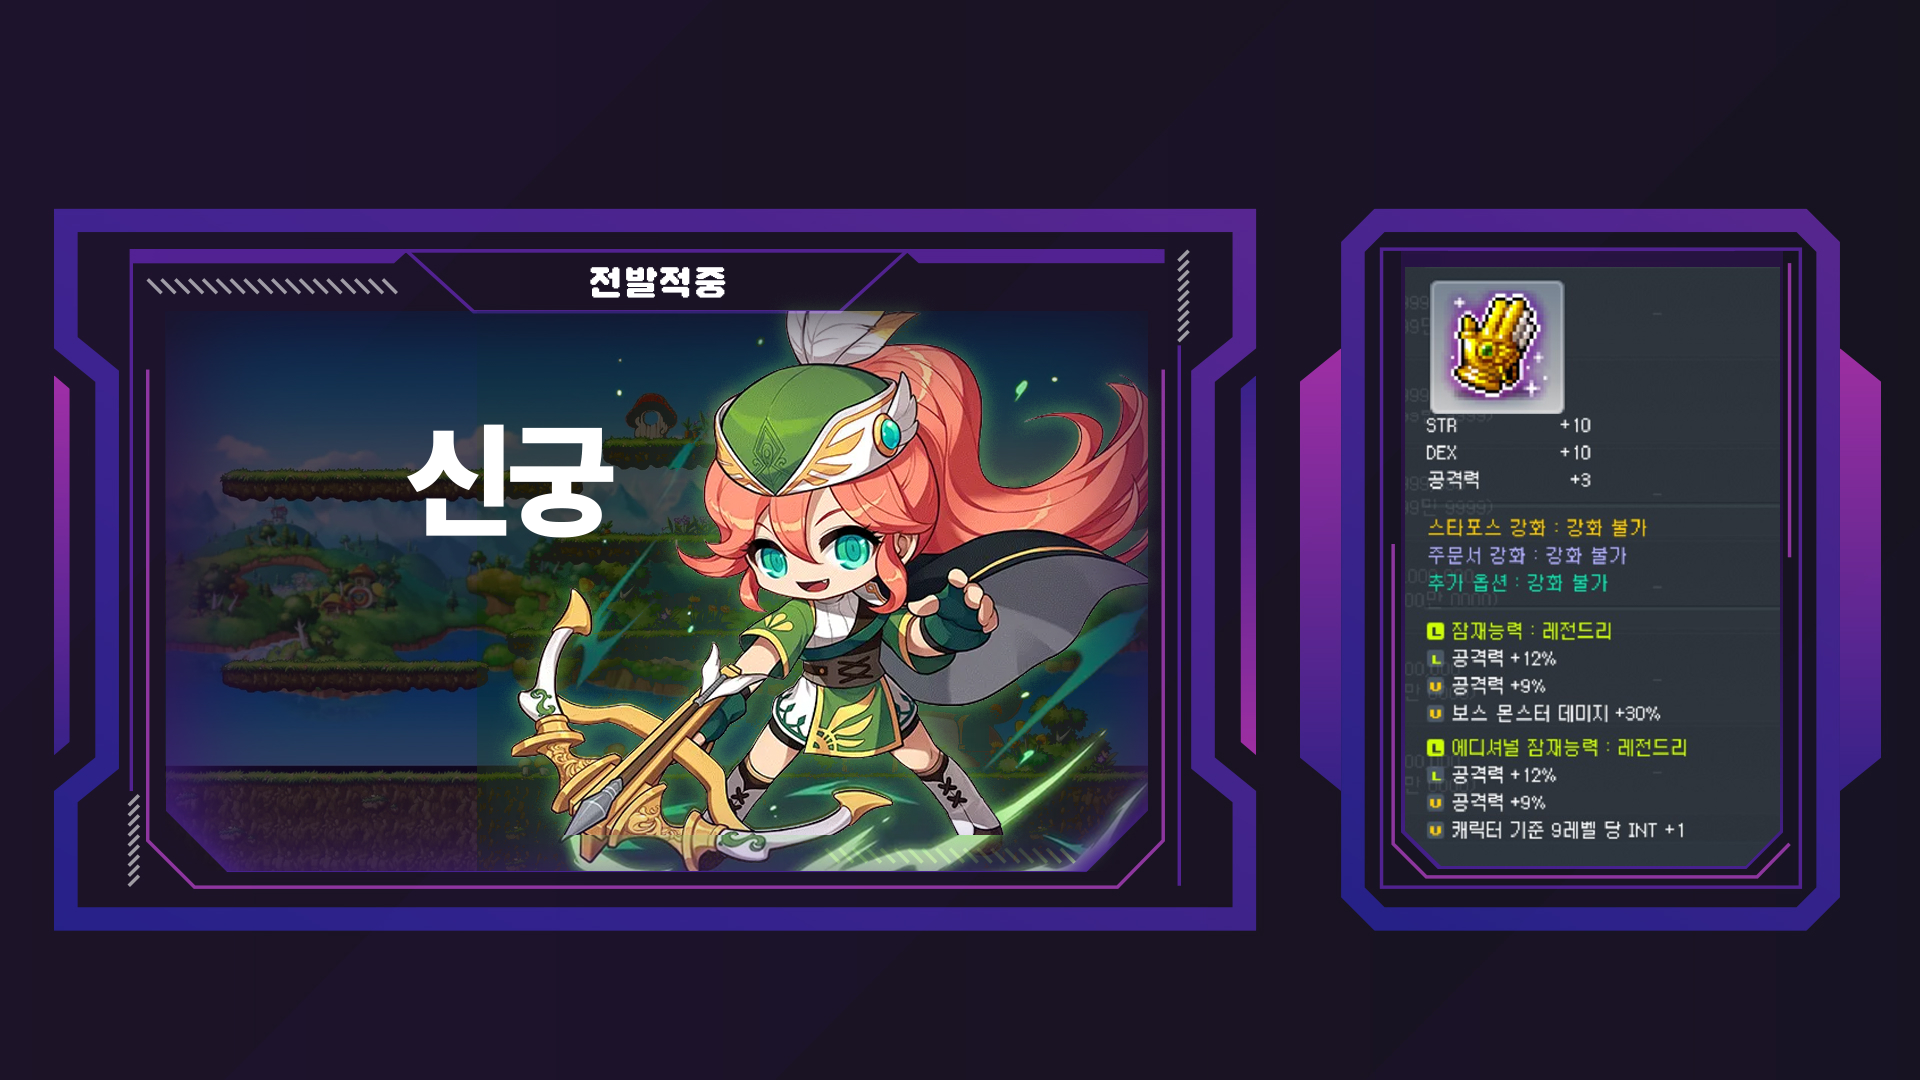 전발적중
신궁
STR +10
DEX +10
공격력 +3
스타포스 강화 : 강화 불가
주문서 강화 : 강화 불가
추가 옵션 : 강화 불가
L 잠재능력 : 레전드리
L 공격력 +12%
U 공격력 +9%
U 보스 몬스터 데미지 +30%
L 에디셔널 잠재능력 : 레전드리
L 공격력 +12%
U 공격력 +9%
U 캐릭터 기준 9레벨 당 INT +1